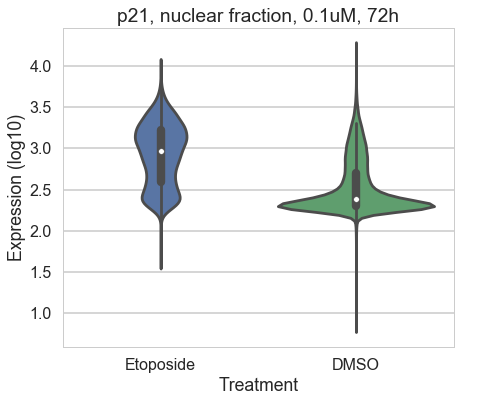 p21, nuclear fraction, 0.1uM, 72h
4.0
3.5
3.0
2.5
2.0
1.5
1.0
Expression (log10)
Etoposide DMSO
Treatment